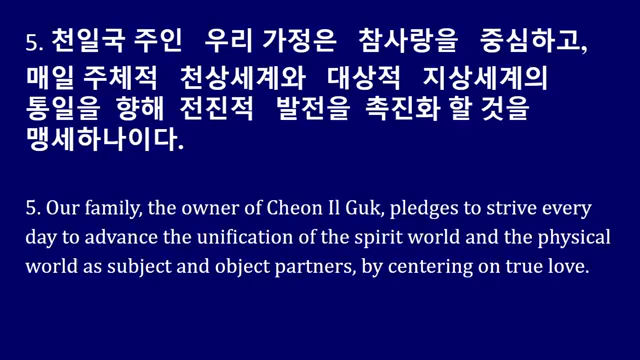 5. 천일국 주인 우리 가정은 참사랑을 중심하고,
매일 주체적 천상세계와 대상적 지상세계의
통일을 향해 전진적 발전을 촉진화 할 것을
맹세하나이다.
5. Our family, the owner of Cheon Il Guk, pledges to strive every
day to advance the unification of the spirit world and the physical
world as subject and object partners, by centering on true love.